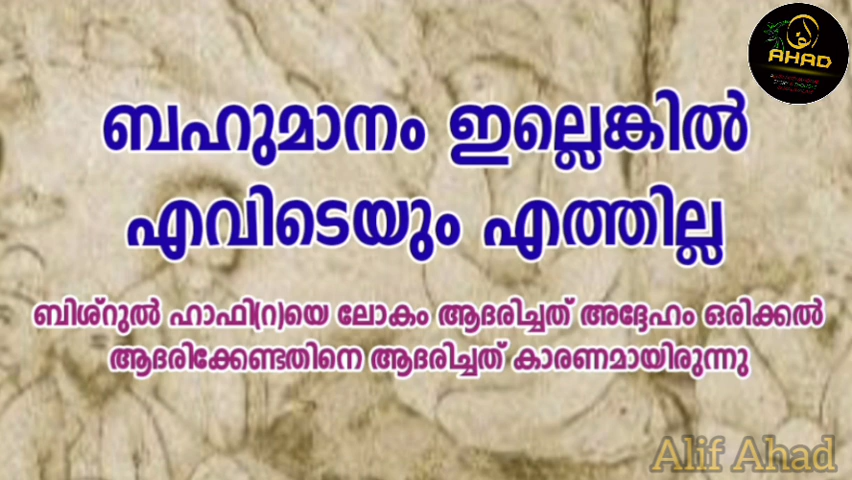 AHAD
ബഹുമാനം ഇല്ലെങ്കിൽ
എവിടെയും എത്തില്ല
ബിശ്റുൽ ഹാഫി(റ)യെ ലോകം ആദരിച്ചത് അദ്ദേഹം ഒരിക്കൽ
ആദരിക്കേണ്ടതിനെ ആദരിച്ചത് കാരണമായിരുന്നു
Alif Ahad